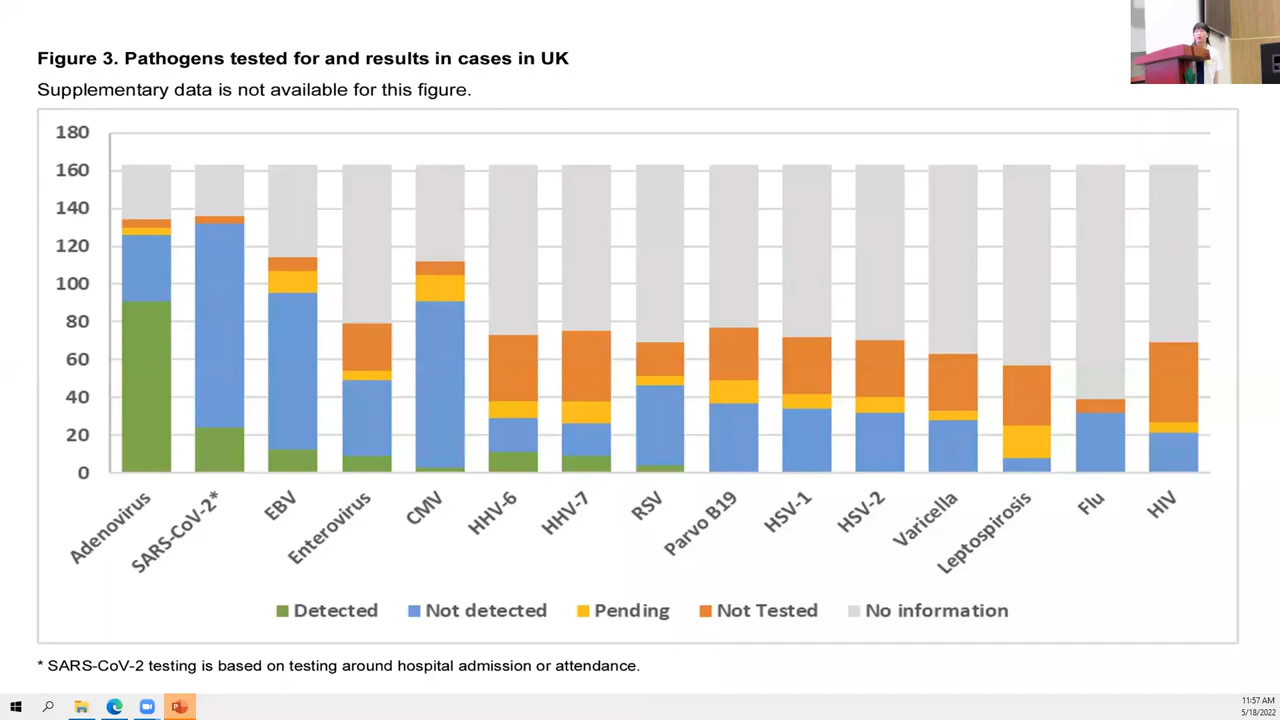 Figure 3. Pathogens tested for and results in cases in UK
Supplementary data is not available for this figure.
180
160
140
120
100
80
60
40
20
0
Adenovirus
SARS-CoV-2*
EBV
Enterovirus
CMV
HHV-6
HHV-7
RSV
Parvo B19
HSV-1
HSV-2
Varicella
Leptospirosis
Flu
HIV
Detected Not detected Pending Not Tested No information
* SARS-CoV-2 testing is based on testing around hospital admission or attendance.
11:57 AM
5/18/2022